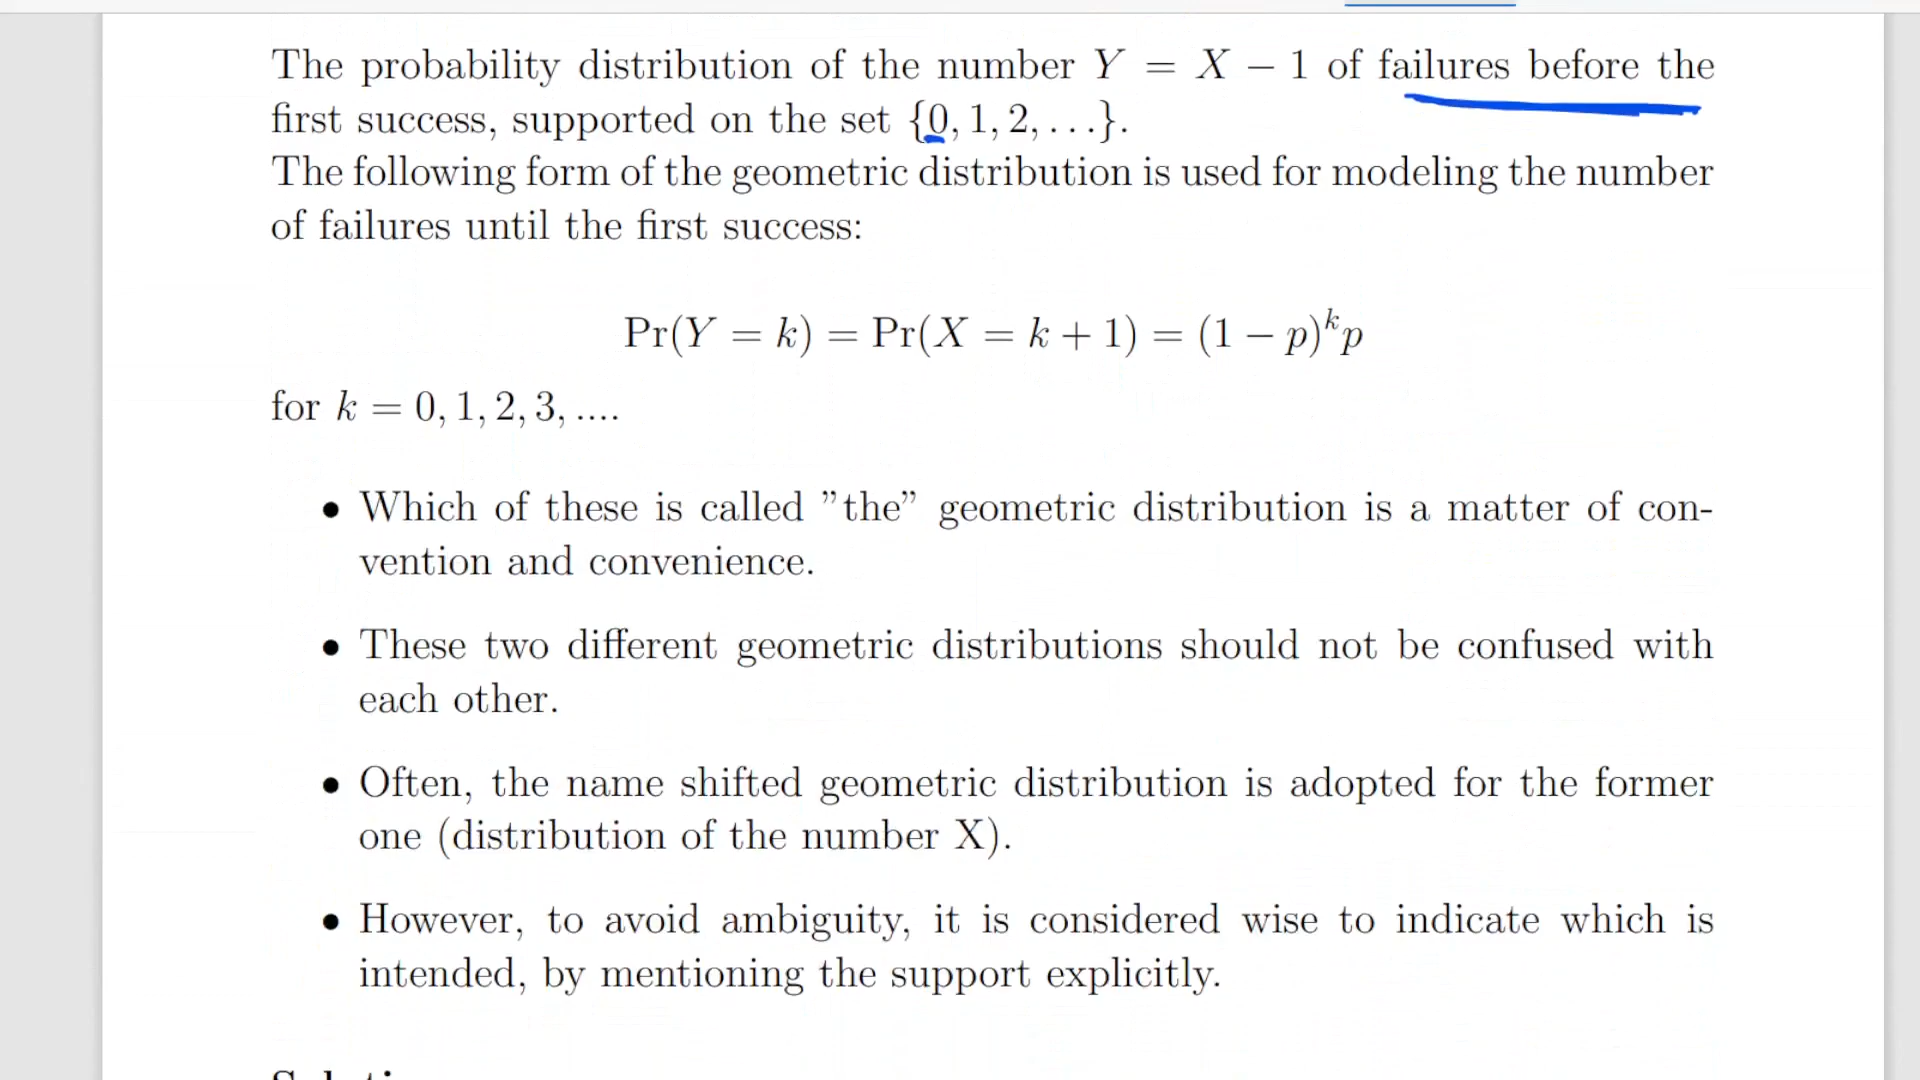 The probability distribution of the number Y = X − 1 of failures before the
first success, supported on the set {0, 1, 2, . . .}.
The following form of the geometric distribution is used for modeling the number
of failures until the first success:
Pr(Y = k) = Pr(X = k + 1) = (1 − p)^k p
for k = 0, 1, 2, 3, ....
• Which of these is called ”the” geometric distribution is a matter of con-
vention and convenience.
• These two different geometric distributions should not be confused with
each other.
• Often, the name shifted geometric distribution is adopted for the former
one (distribution of the number X).
• However, to avoid ambiguity, it is considered wise to indicate which is
intended, by mentioning the support explicitly.